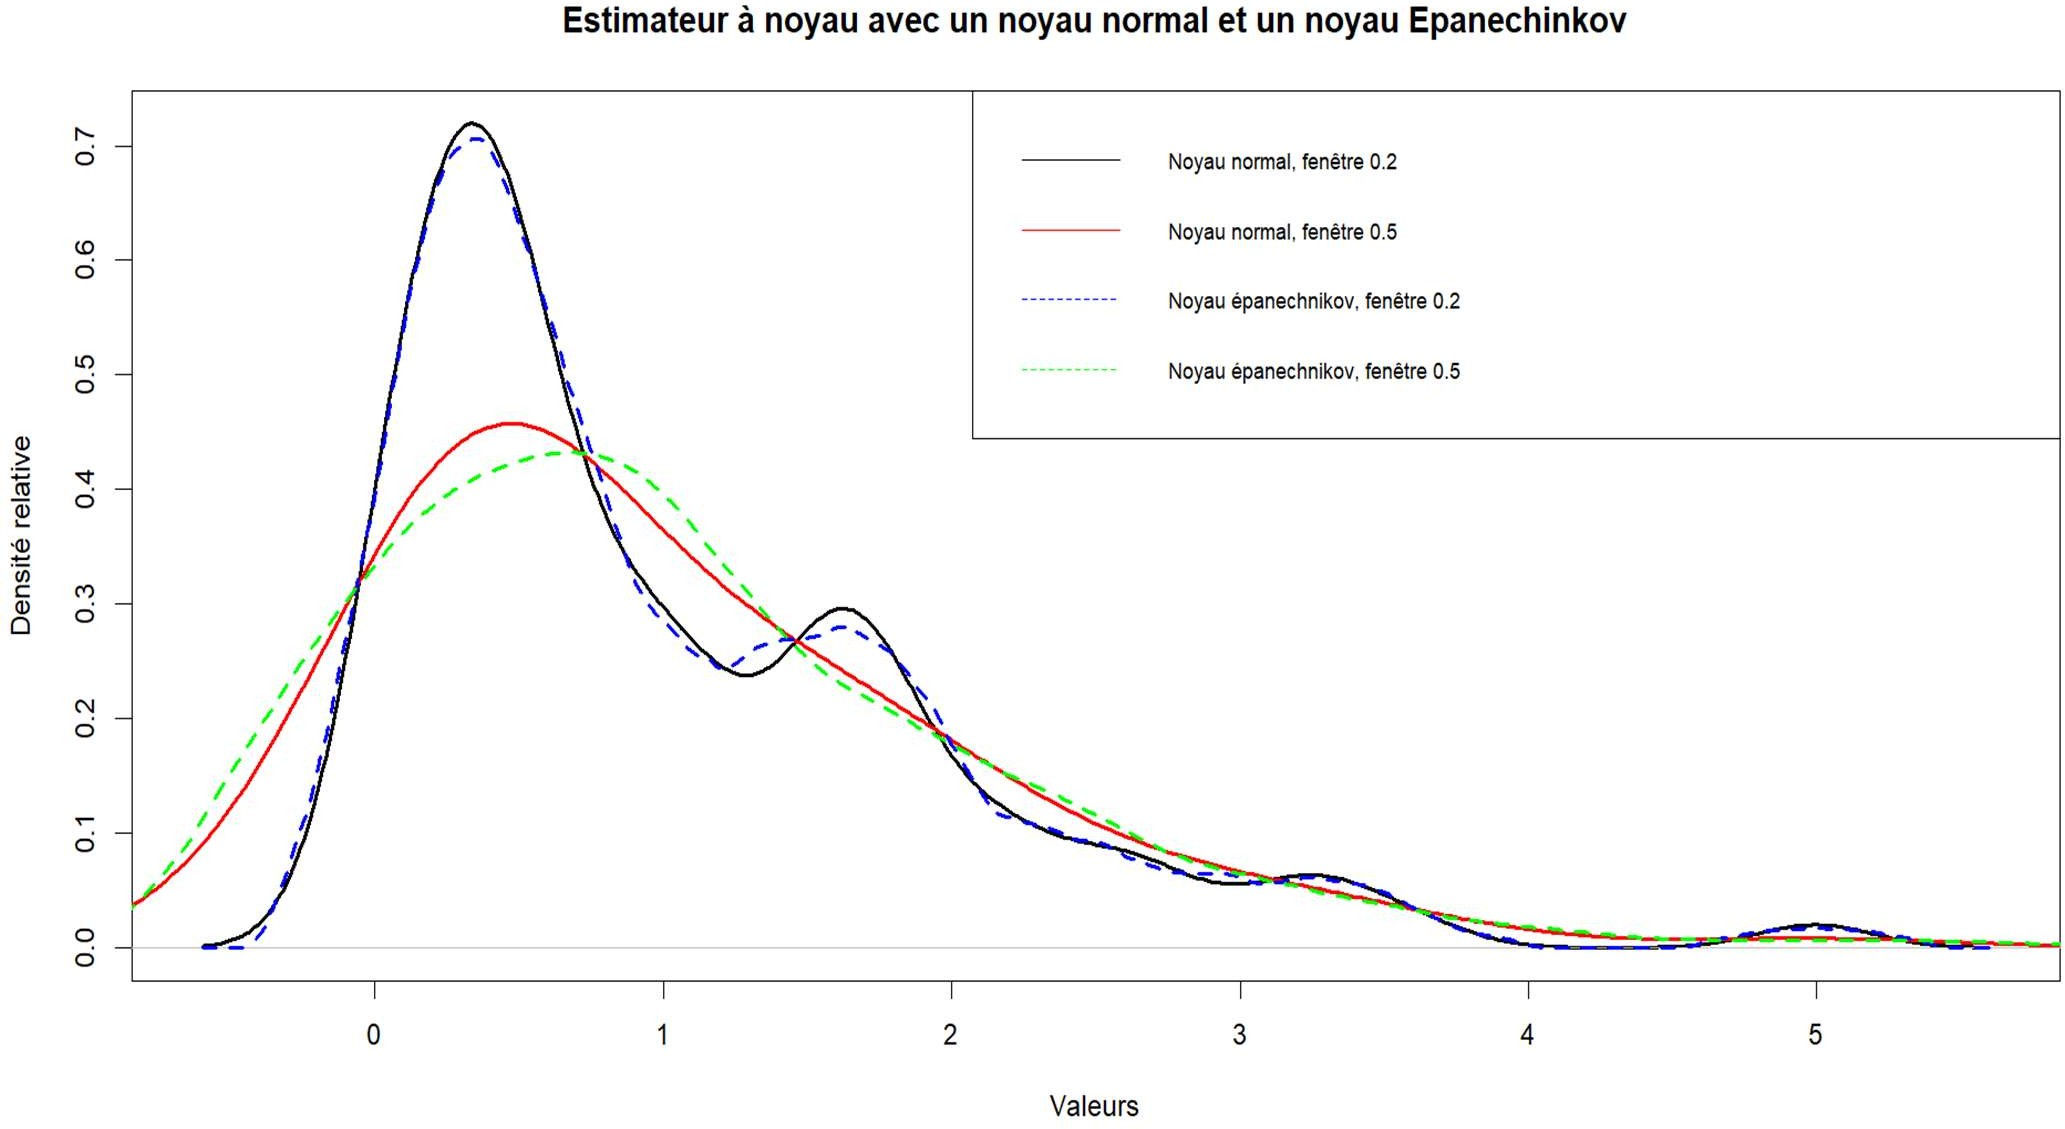 Estimateur à noyau avec un noyau normal et un noyau Epanechinkov
Noyau normal, fenêtre 0.2
Noyau normal, fenêtre 0.5
Noyau épanechnikov, fenêtre 0.2
Noyau épanechnikov, fenêtre 0.5
Densité relative
0.7
0.6
0.5
0.4
0.3
0.2
0.1
0.0
0 1 2 3 4 5
Valeurs